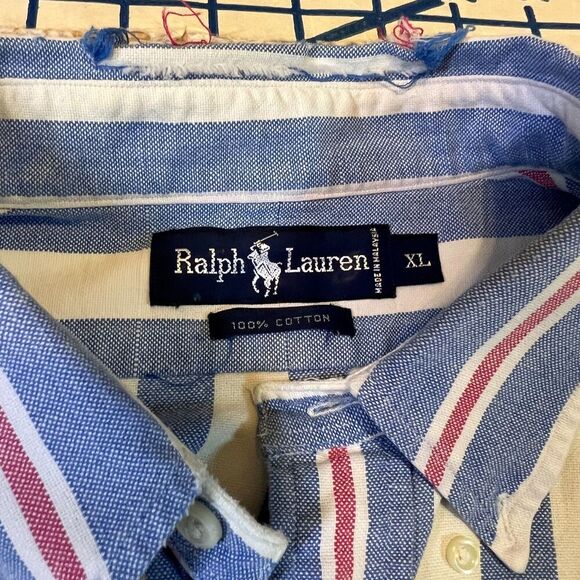 Ralph Lauren
MADE IN MALAYSIA
XL
100% COTTON